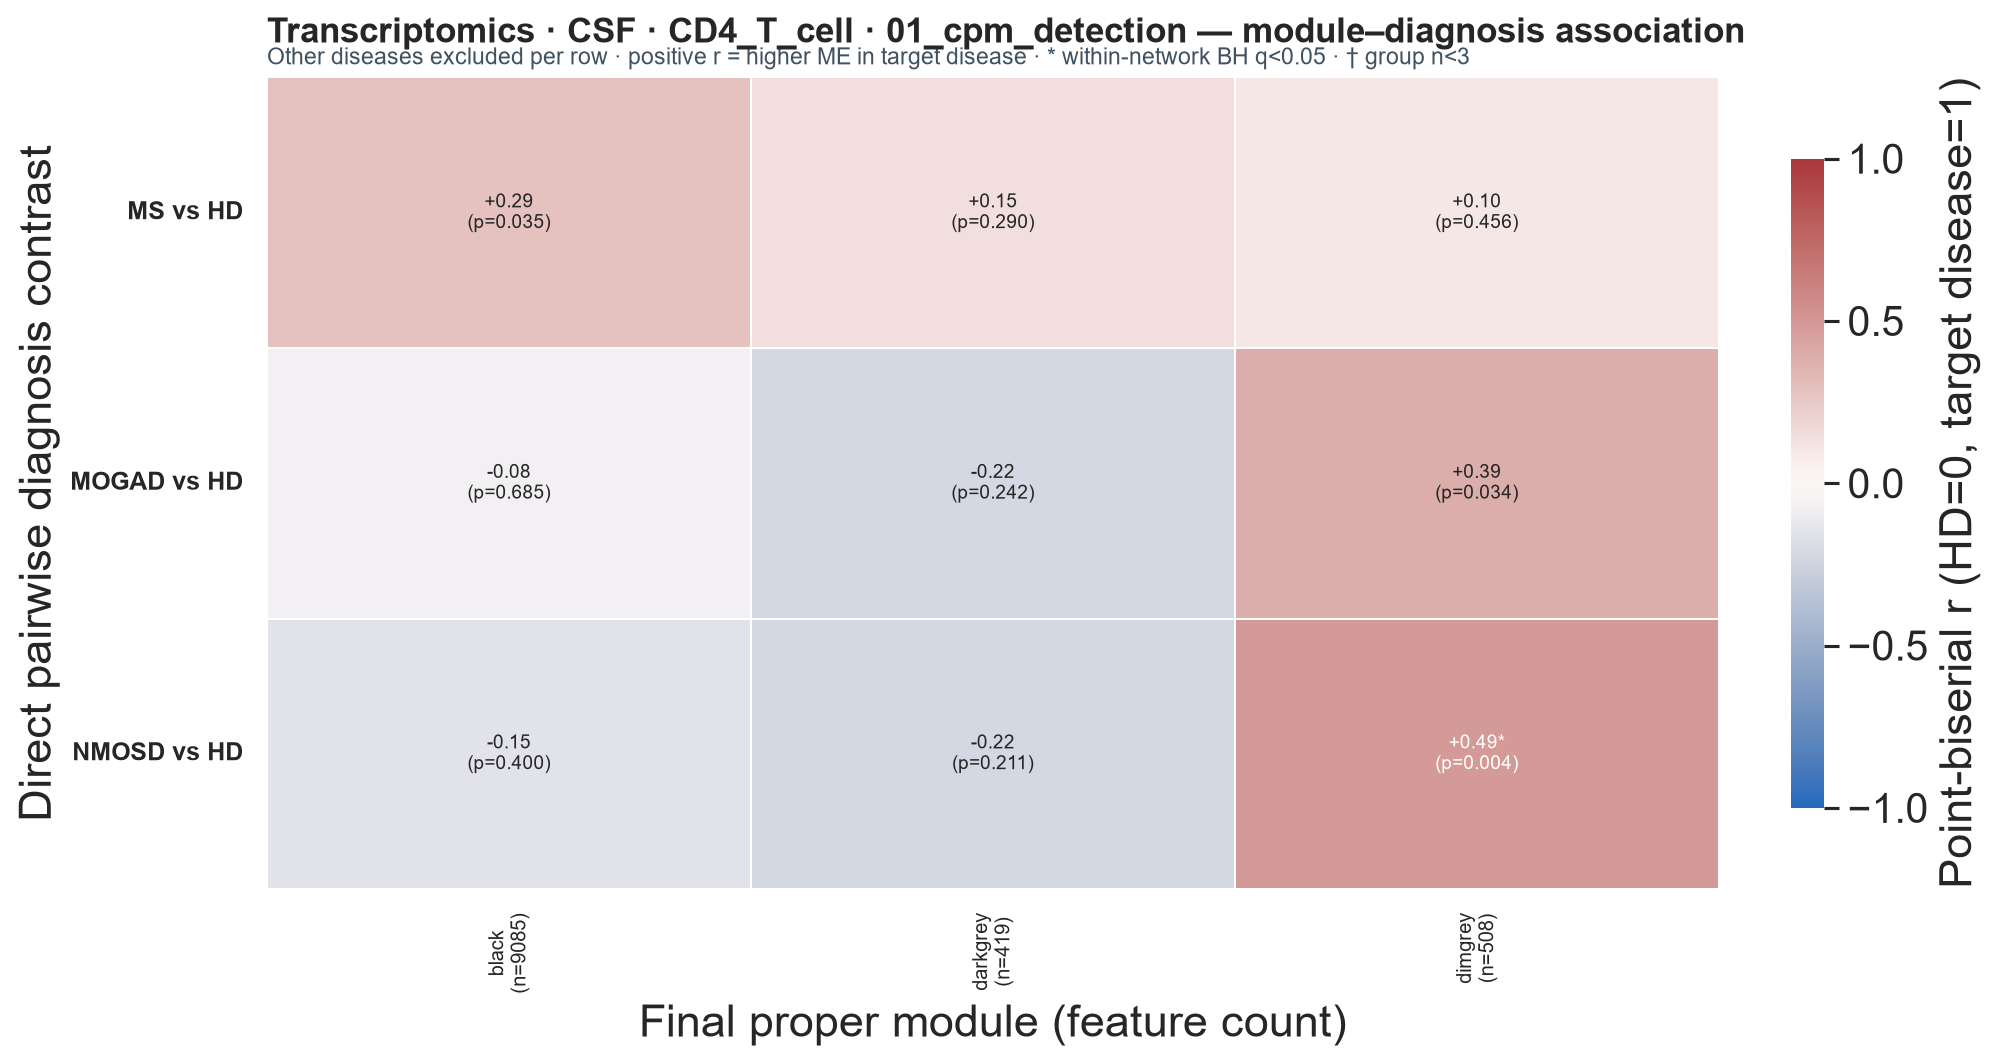 Transcriptomics · CSF · CD4_T_cell · 01_cpm_detection — module–diagnosis association
Other diseases excluded per row · positive r = higher ME in target disease · * within-network BH q<0.05 · † group n<3
Direct pairwise diagnosis contrast
MS vs HD
+0.29
(p=0.035)
+0.15
(p=0.290)
+0.10
(p=0.456)
MOGAD vs HD
-0.08
(p=0.685)
-0.22
(p=0.242)
+0.39
(p=0.034)
NMOSD vs HD
-0.15
(p=0.400)
-0.22
(p=0.211)
+0.49*
(p=0.004)
black
(n=9085)
darkgrey
(n=419)
dimgrey
(n=508)
Final proper module (feature count)
1.0
0.5
0.0
−0.5
−1.0
Point-biserial r (HD=0, target disease=1)